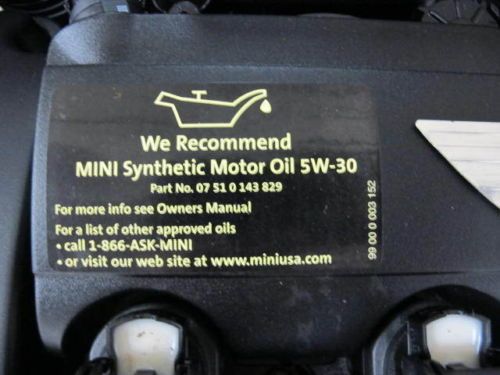 We Recommend
MINI Synthetic Motor Oil 5W-30
Part No. 07 51 0 143 829
For more info see Owners Manual
For a list of other approved oils
• call 1-866-ASK-MINI
• or visit our web site at www.miniusa.com
99 00 0 003 152